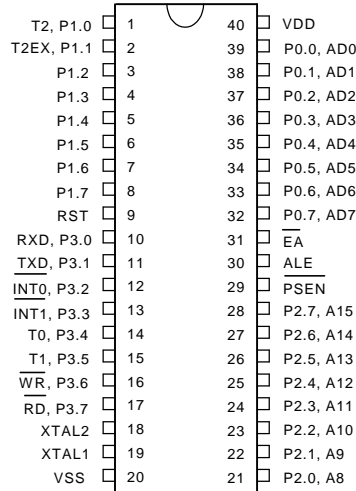 T2, P1.0 1 40 VDD
T2EX, P1.1 2 39 P0.0, AD0
P1.2 3 38 P0.1, AD1
P1.3 4 37 P0.2, AD2
P1.4 5 36 P0.3, AD3
P1.5 6 35 P0.4, AD4
P1.6 7 34 P0.5, AD5
P1.7 8 33 P0.6, AD6
RST 9 32 P0.7, AD7
RXD, P3.0 10 31 EA
TXD, P3.1 11 30 ALE
INT0, P3.2 12 29 PSEN
INT1, P3.3 13 28 P2.7, A15
T0, P3.4 14 27 P2.6, A14
T1, P3.5 15 26 P2.5, A13
WR, P3.6 16 25 P2.4, A12
RD, P3.7 17 24 P2.3, A11
XTAL2 18 23 P2.2, A10
XTAL1 19 22 P2.1, A9
VSS 20 21 P2.0, A8